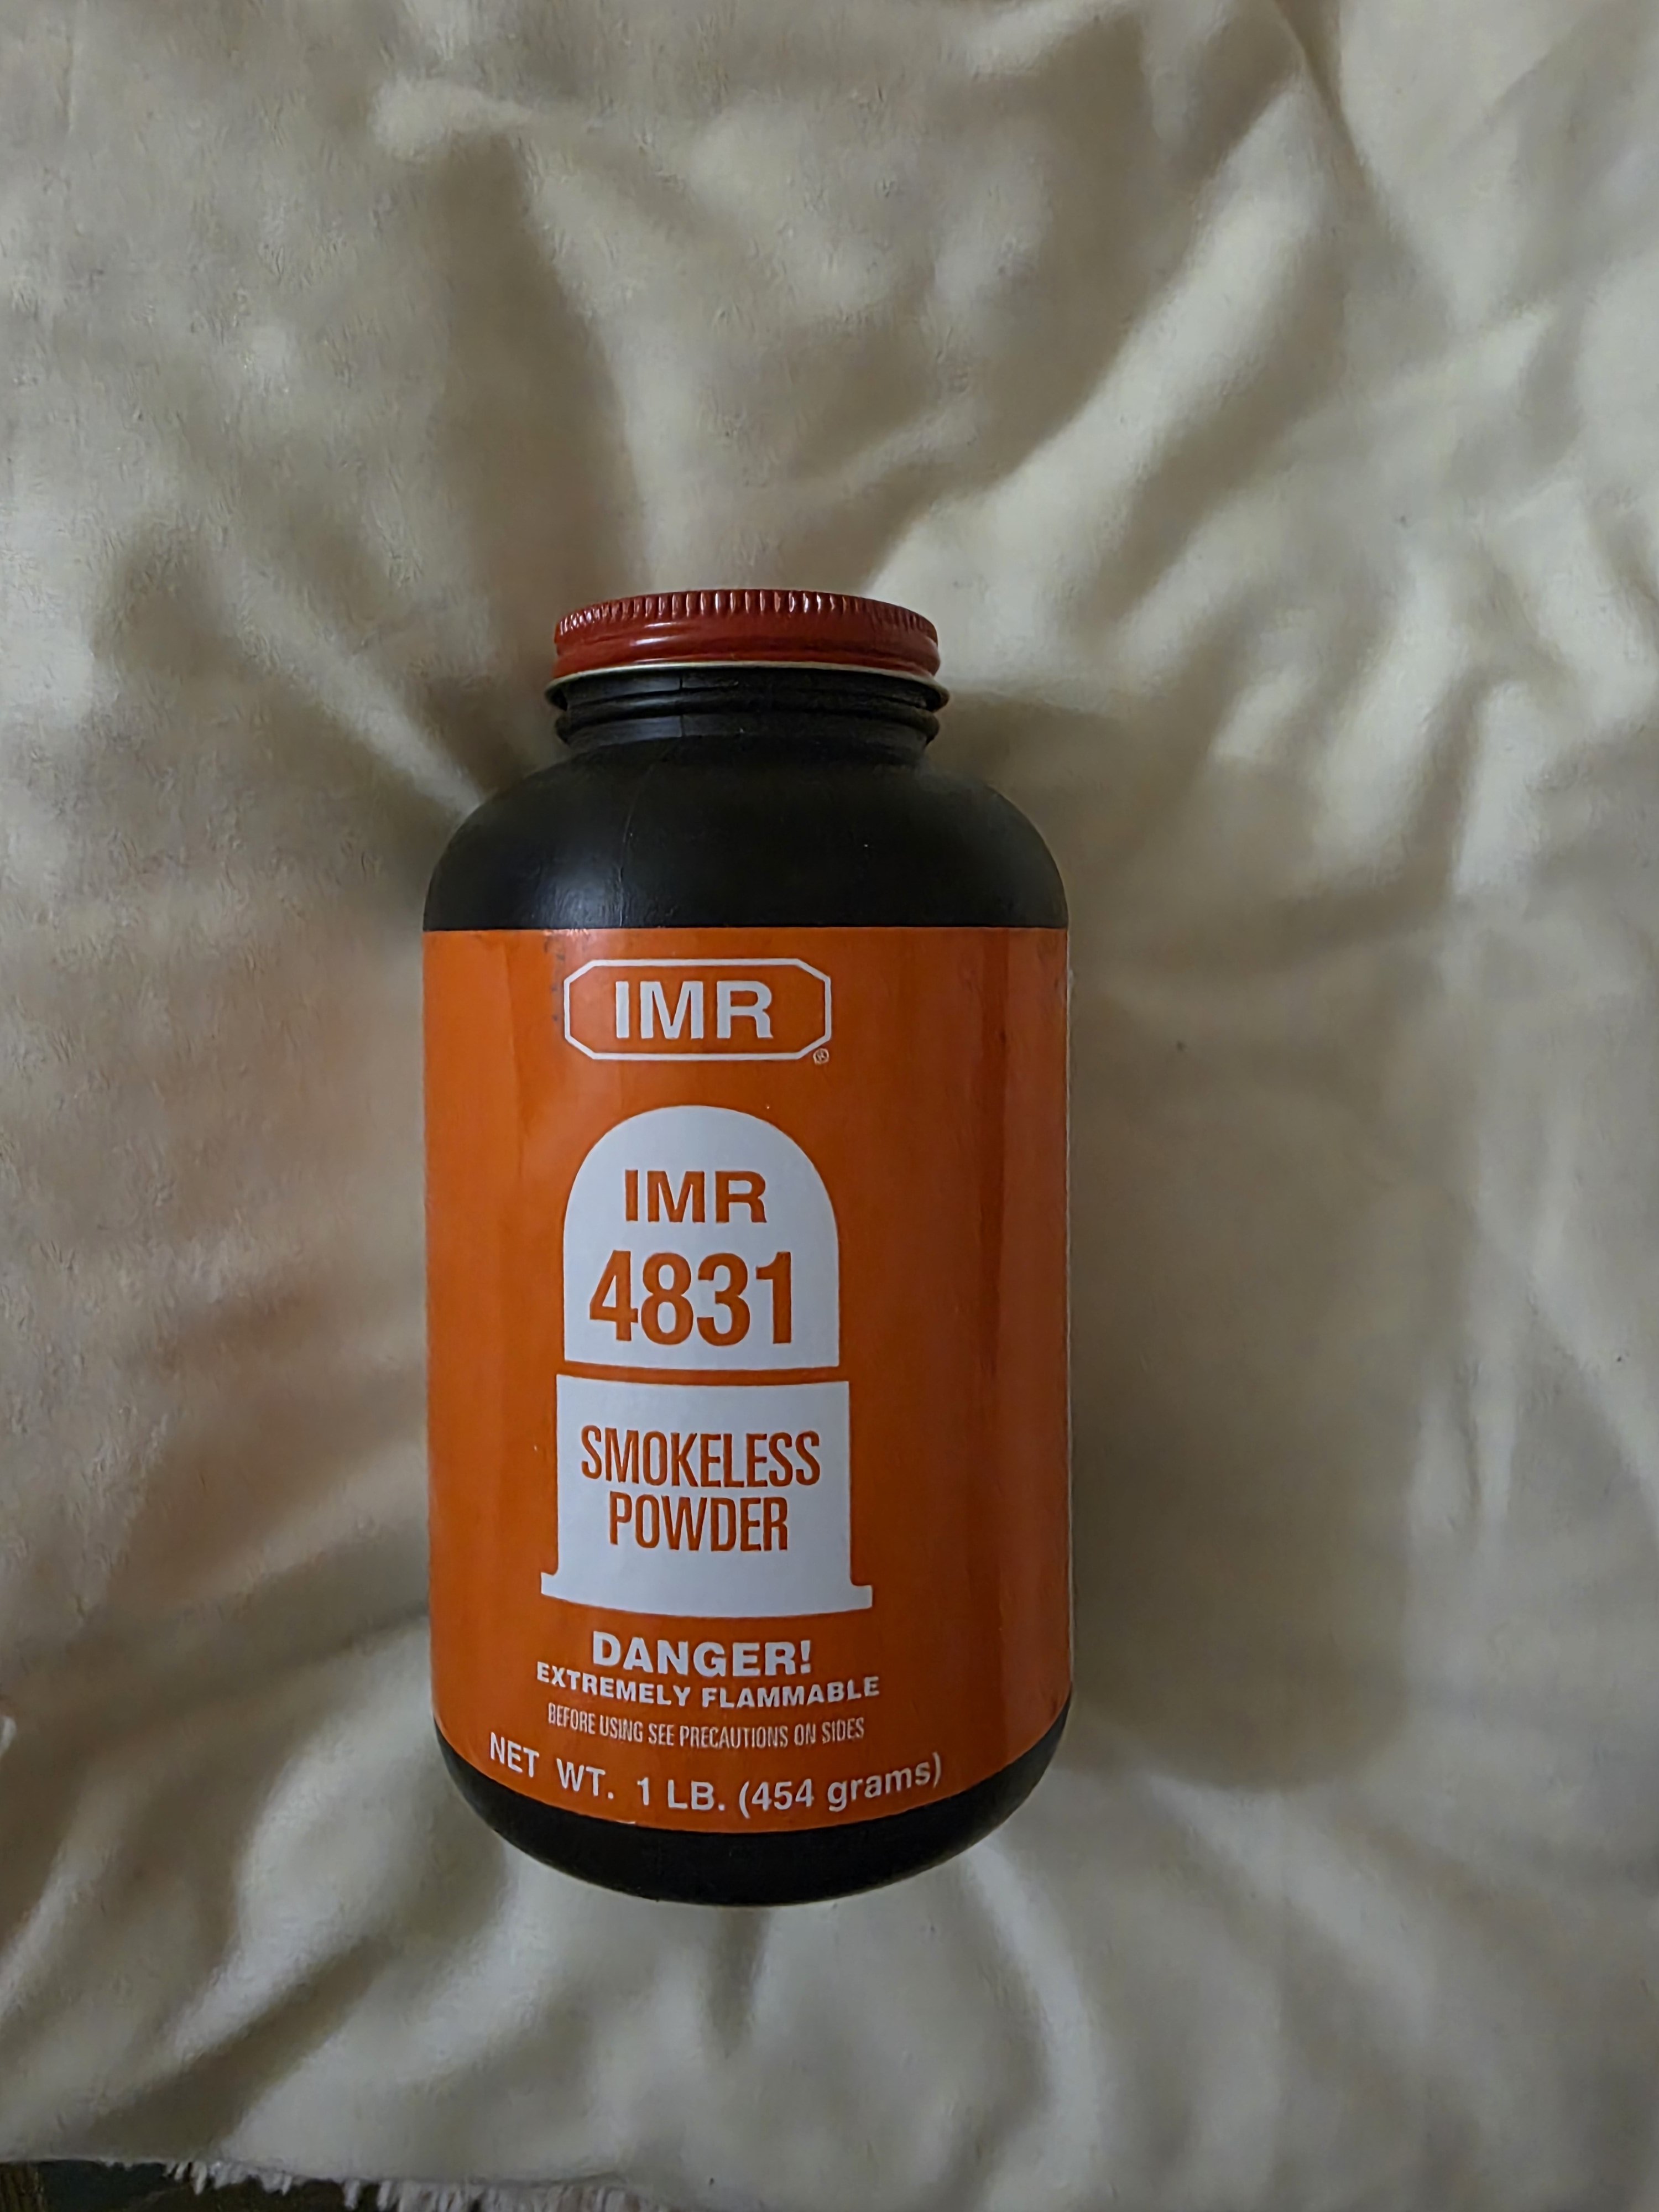 IMR
®
IMR
4831
SMOKELESS
POWDER
DANGER!
EXTREMELY FLAMMABLE
BEFORE USING SEE PRECAUTIONS ON SIDES
NET WT. 1 LB. (454 grams)